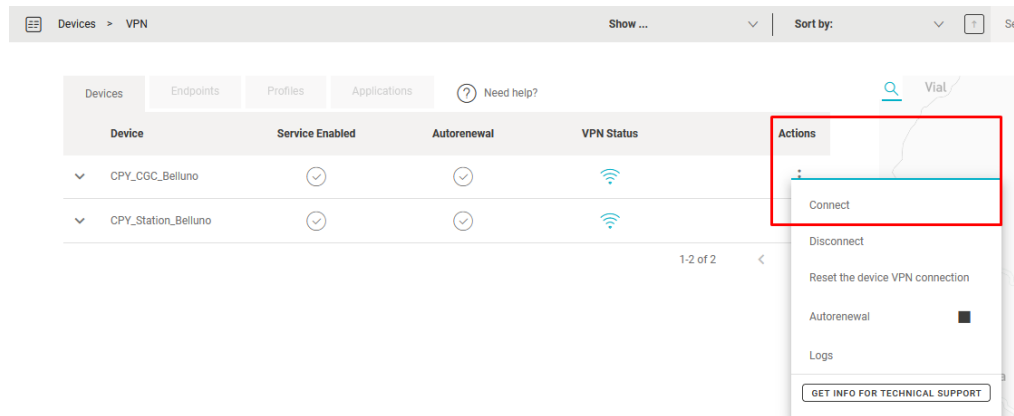 Devices > VPN
Show ...
Sort by:
Devices
Endpoints
Profiles
Applications
Need help?
Vial
Device
Service Enabled
Autorenewal
VPN Status
Actions
CPY_CGC_Belluno
CPY_Station_Belluno
1-2 of 2
Connect
Disconnect
Reset the device VPN connection
Autorenewal
Logs
GET INFO FOR TECHNICAL SUPPORT